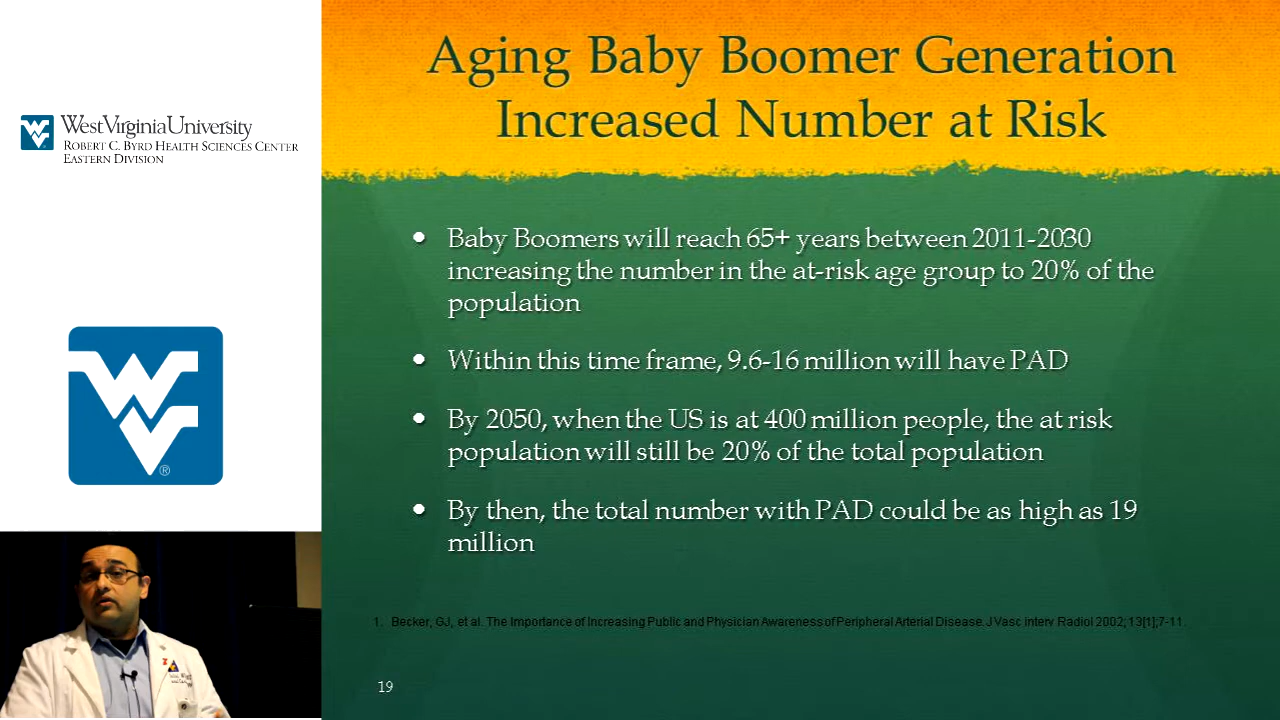 West Virginia University
ROBERT C. BYRD HEALTH SCIENCES CENTER
EASTERN DIVISION
®
Aging Baby Boomer Generation
Increased Number at Risk
• Baby Boomers will reach 65+ years between 2011-2030
increasing the number in the at-risk age group to 20% of the
population
• Within this time frame, 9.6-16 million will have PAD
• By 2050, when the US is at 400 million people, the at risk
population will still be 20% of the total population
• By then, the total number with PAD could be as high as 19
million
1. Becker, GJ, et al. The Importance of Increasing Public and Physician Awareness of Peripheral Arterial Disease. J Vasc interv Radiol 2002; 13[1];7-11.
19